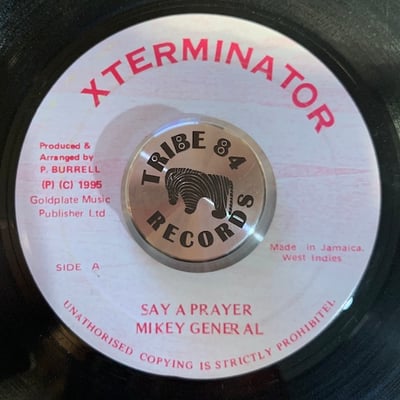 XTERMINATOR
Produced &
Arranged by
P. BURRELL
(P) (C) 1995
Goldplate Music
Publisher Ltd.
TRIBE 84
RECORDS
Made in Jamaica,
West Indies
SIDE A
SAY A PRAYER
MIKEY GENERAL
UNATHORISED COPYING IS STRICTLY PROHIBITEL